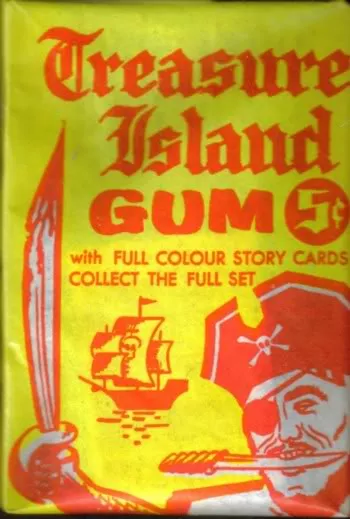 Treasure
Island
GUM 5¢
with FULL COLOUR STORY CARDS
COLLECT THE FULL SET